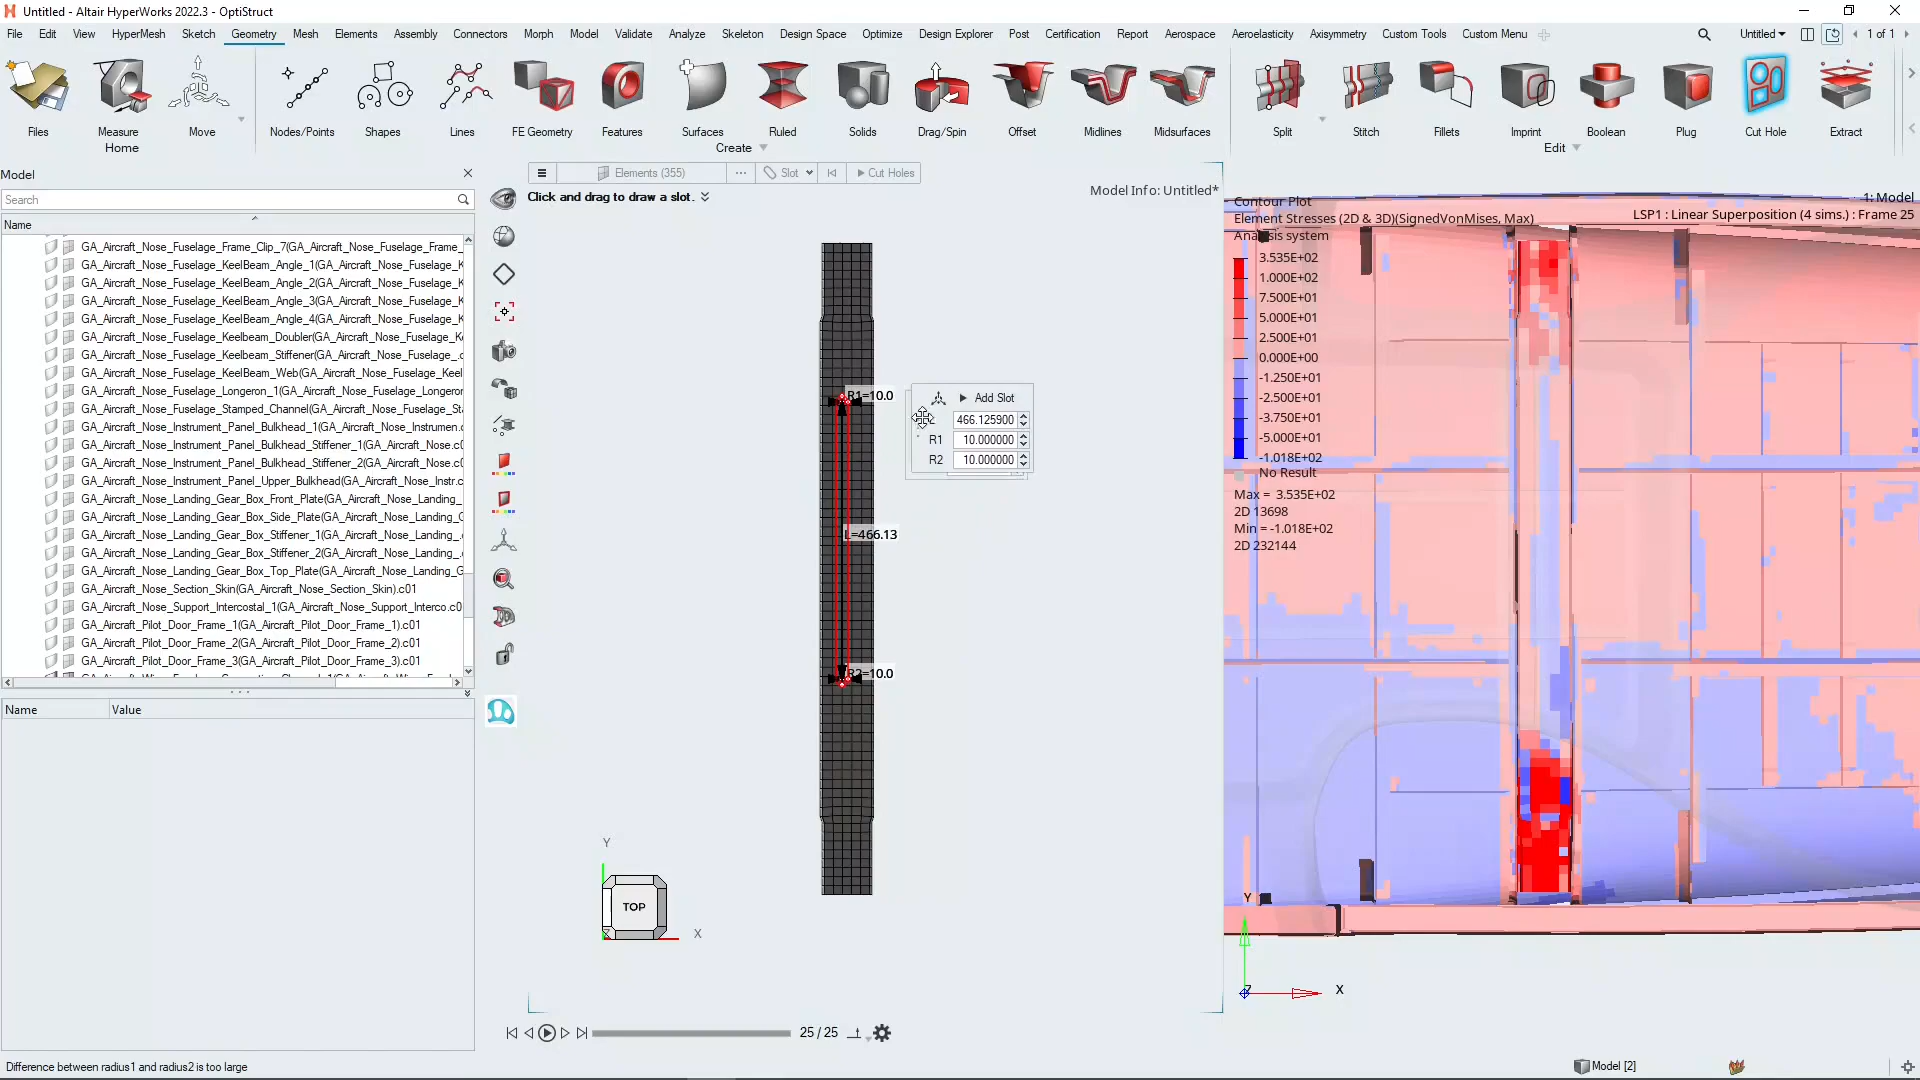 Untitled - Altair HyperWorks 2022.3 - OptiStruct
File Edit View HyperMesh Sketch Geometry Mesh Elements Assembly Connectors Morph Model Validate Analyze Skeleton Design Space Optimize Design Explorer Post Certification Report Aerospace Aeroelasticity Axisymmetry Custom Tools Custom Menu Untitled 1 of 1
Files Measure Move Nodes/Points Shapes Lines FE Geometry Features Surfaces Ruled Solids Drag/Spin Offset Midlines Midsurfaces Split Stitch Fillets Imprint Boolean Plug Cut Hole Extract
Home Create Edit
Model
Search
Name
GA_Aircraft_Nose_Fuselage_Frame_Clip_7(GA_Aircraft_Nose_Fuselage_Frame_
GA_Aircraft_Nose_Fuselage_KeelBeam_Angle_1(GA_Aircraft_Nose_Fuselage_K
GA_Aircraft_Nose_Fuselage_KeelBeam_Angle_2(GA_Aircraft_Nose_Fuselage_K
GA_Aircraft_Nose_Fuselage_KeelBeam_Angle_3(GA_Aircraft_Nose_Fuselage_K
GA_Aircraft_Nose_Fuselage_KeelBeam_Angle_4(GA_Aircraft_Nose_Fuselage_K
GA_Aircraft_Nose_Fuselage_Keelbeam_Doubler(GA_Aircraft_Nose_Fuselage_Ke
GA_Aircraft_Nose_Fuselage_Keelbeam_Stiffener(GA_Aircraft_Nose_Fuselage_.c
GA_Aircraft_Nose_Fuselage_KeelBeam_Web(GA_Aircraft_Nose_Fuselage_Keel
GA_Aircraft_Nose_Fuselage_Longeron_1(GA_Aircraft_Nose_Fuselage_Longeror
GA_Aircraft_Nose_Fuselage_Stamped_Channel(GA_Aircraft_Nose_Fuselage_Sta
GA_Aircraft_Nose_Instrument_Panel_Bulkhead_1(GA_Aircraft_Nose_Instrumen.
GA_Aircraft_Nose_Instrument_Panel_Bulkhead_Stiffener_1(GA_Aircraft_Nose.c0
GA_Aircraft_Nose_Instrument_Panel_Bulkhead_Stiffener_2(GA_Aircraft_Nose.c0
GA_Aircraft_Nose_Instrument_Panel_Upper_Bulkhead(GA_Aircraft_Nose_Instr.c
GA_Aircraft_Nose_Landing_Gear_Box_Front_Plate(GA_Aircraft_Nose_Landing_
GA_Aircraft_Nose_Landing_Gear_Box_Side_Plate(GA_Aircraft_Nose_Landing_G
GA_Aircraft_Nose_Landing_Gear_Box_Stiffener_1(GA_Aircraft_Nose_Landing_.
GA_Aircraft_Nose_Landing_Gear_Box_Stiffener_2(GA_Aircraft_Nose_Landing_.
GA_Aircraft_Nose_Landing_Gear_Box_Top_Plate(GA_Aircraft_Nose_Landing_G
GA_Aircraft_Nose_Section_Skin(GA_Aircraft_Nose_Section_Skin).c01
GA_Aircraft_Nose_Support_Intercostal_1(GA_Aircraft_Nose_Support_Interco.c0
GA_Aircraft_Pilot_Door_Frame_1(GA_Aircraft_Pilot_Door_Frame_1).c01
GA_Aircraft_Pilot_Door_Frame_2(GA_Aircraft_Pilot_Door_Frame_2).c01
GA_Aircraft_Pilot_Door_Frame_3(GA_Aircraft_Pilot_Door_Frame_3).c01
Name Value
Elements (355) Slot Cut Holes
Click and drag to draw a slot.
Model Info: Untitled*
R1=10.0
L=466.13
R2=10.0
Add Slot
466.125900
R1 10.000000
R2 10.000000
Y
TOP
X
25 / 25
1: Model
LSP1 : Linear Superposition (4 sims.) : Frame 25
Contour Plot
Element Stresses (2D & 3D)(SignedVonMises, Max)
Analysis system
3.535E+02
1.000E+02
7.500E+01
5.000E+01
2.500E+01
0.000E+00
-1.250E+01
-2.500E+01
-3.750E+01
-5.000E+01
-1.018E+02
No Result
Max = 3.535E+02
2D 13698
Min = -1.018E+02
2D 232144
Y
Z
X
Difference between radius1 and radius2 is too large
Model [2]